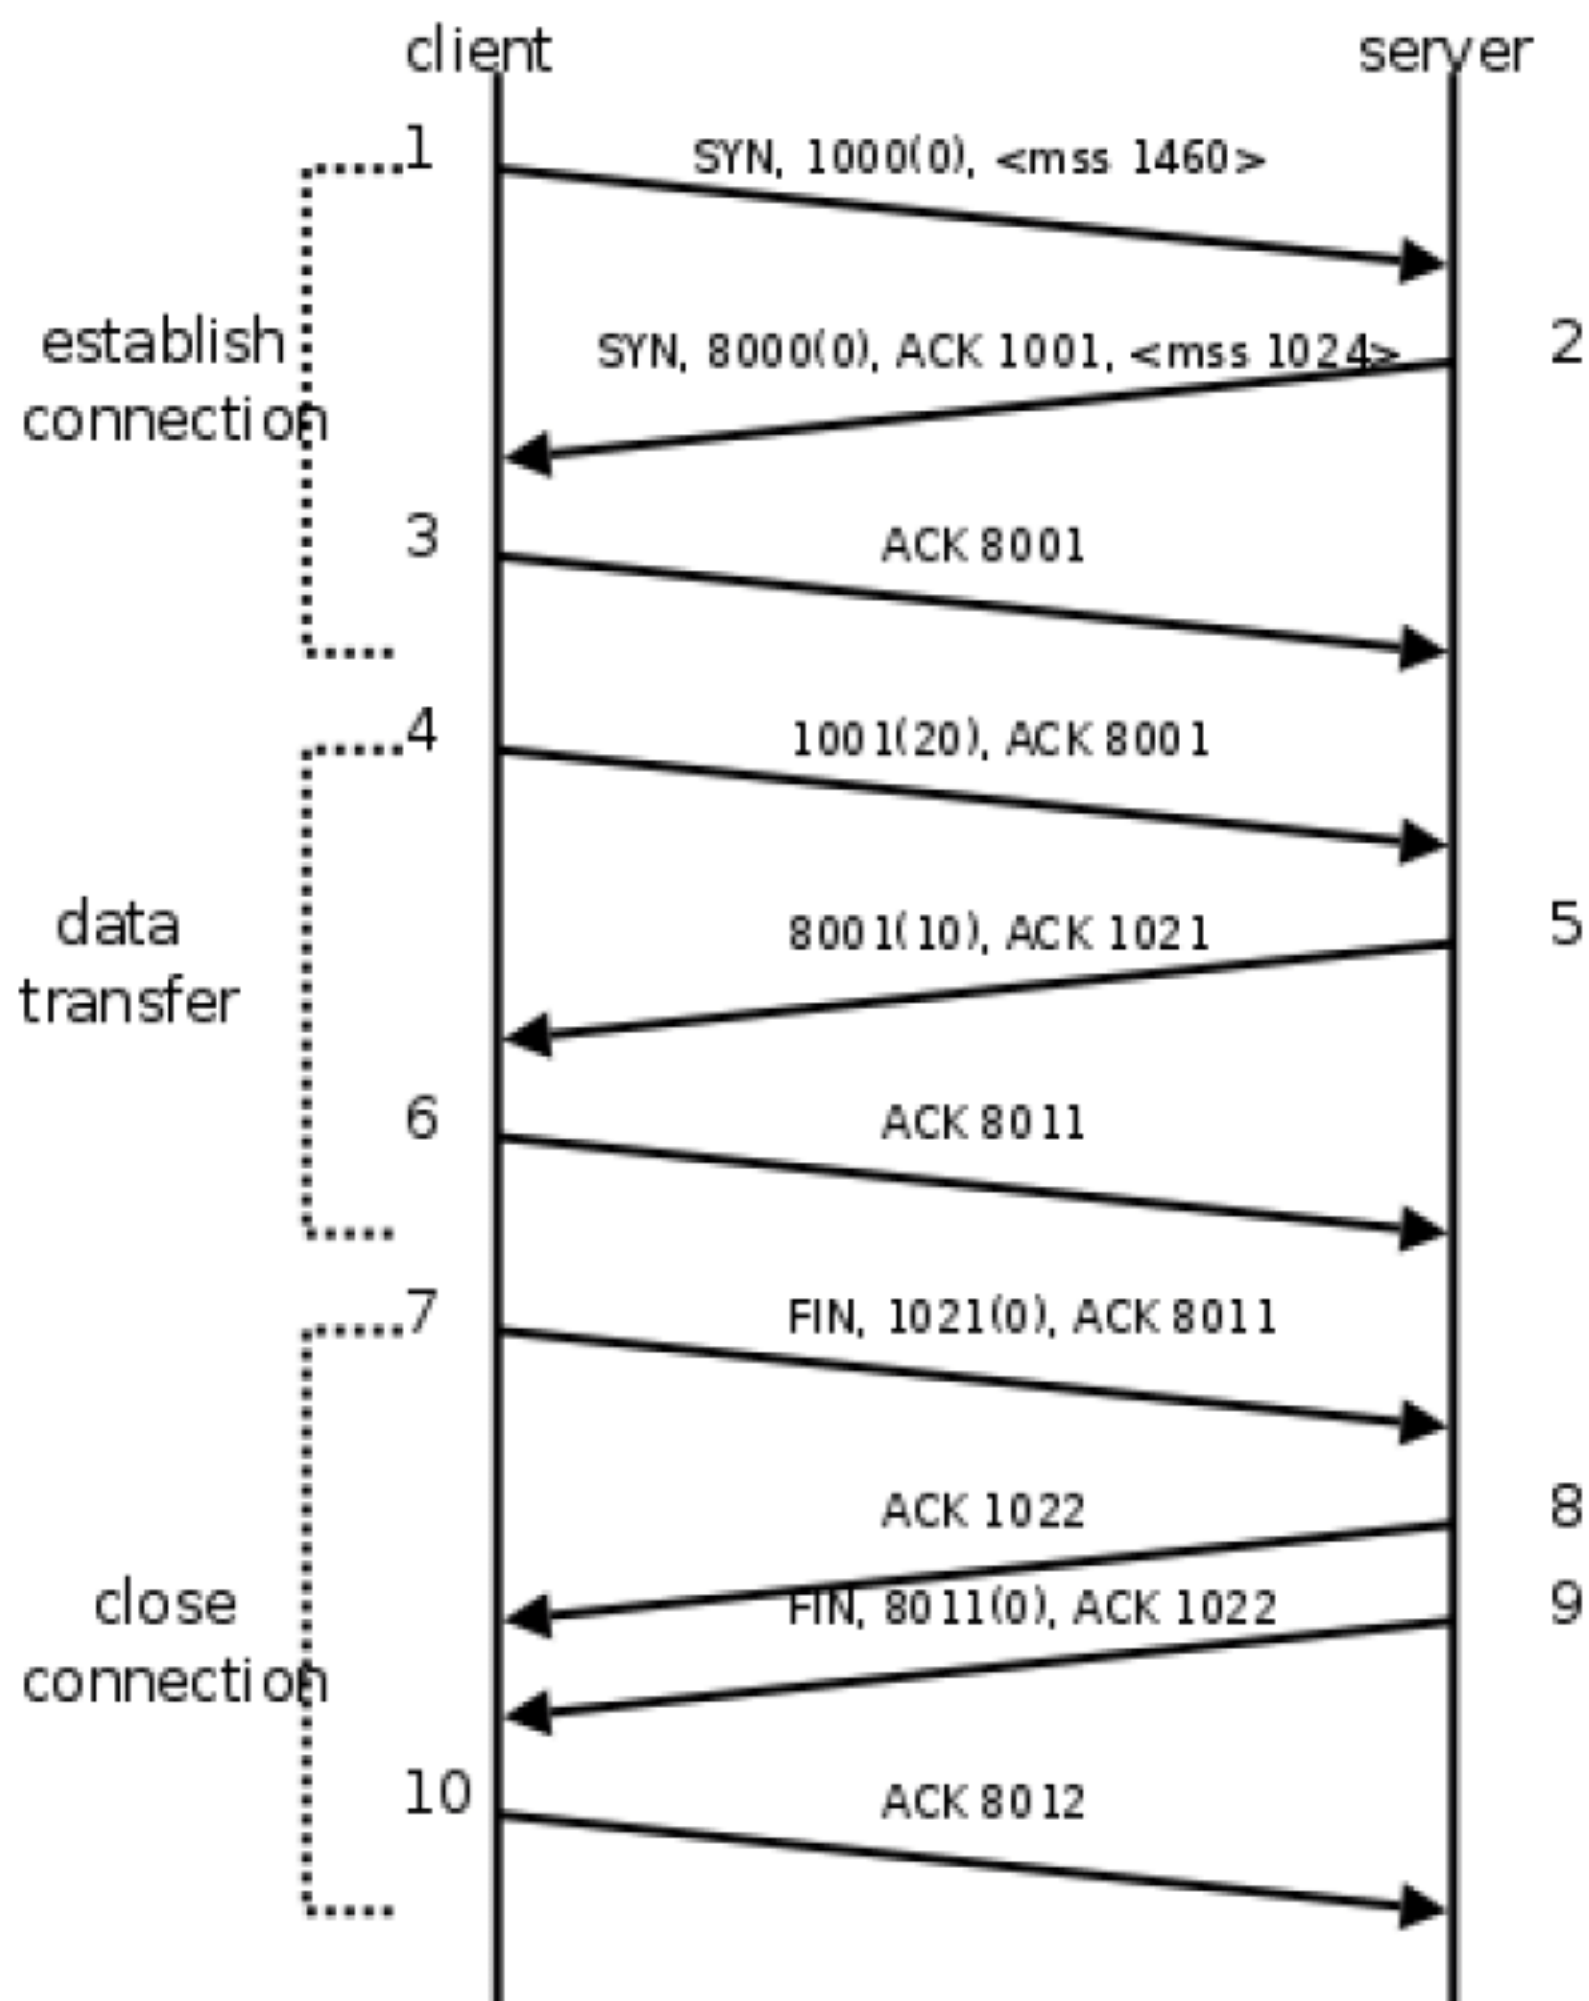 client
server
1
SYN, 1000(0), <mss 1460>
establish
connection
SYN, 8000(0), ACK 1001, <mss 1024>
2
3
ACK 8001
4
1001(20), ACK 8001
data
transfer
8001(10), ACK 1021
5
6
ACK 8011
7
FIN, 1021(0), ACK 8011
ACK 1022
8
close
connection
FIN, 8011(0), ACK 1022
9
10
ACK 8012